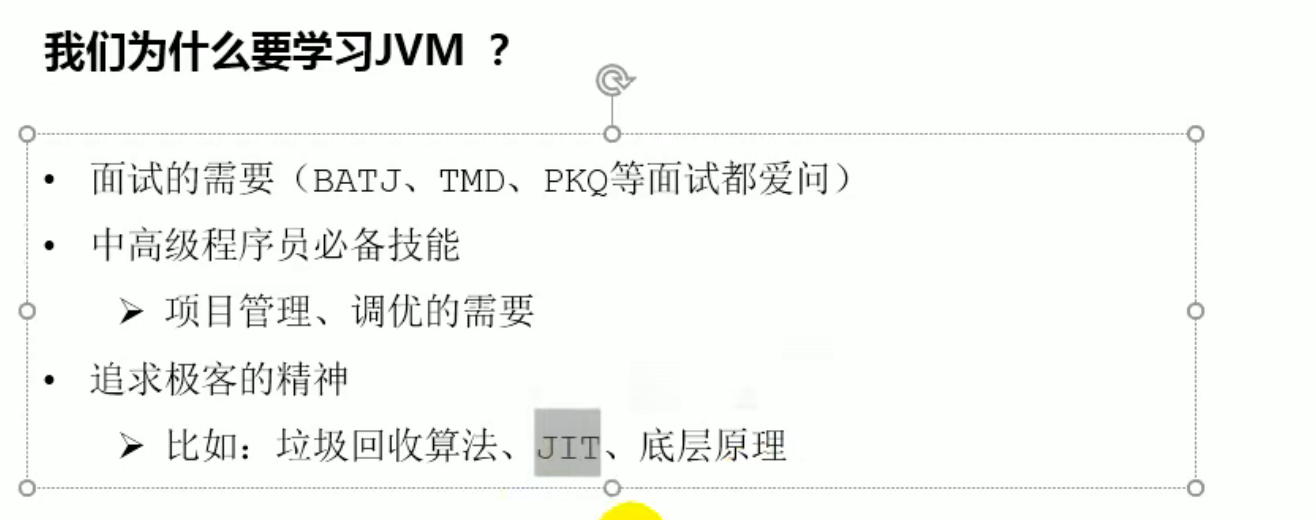 我们为什么要学习JVM ？
• 面试的需要（BATJ、TMD、PKQ等面试都爱问）
• 中高级程序员必备技能
➢ 项目管理、调优的需要
• 追求极客的精神
➢ 比如：垃圾回收算法、JIT、底层原理